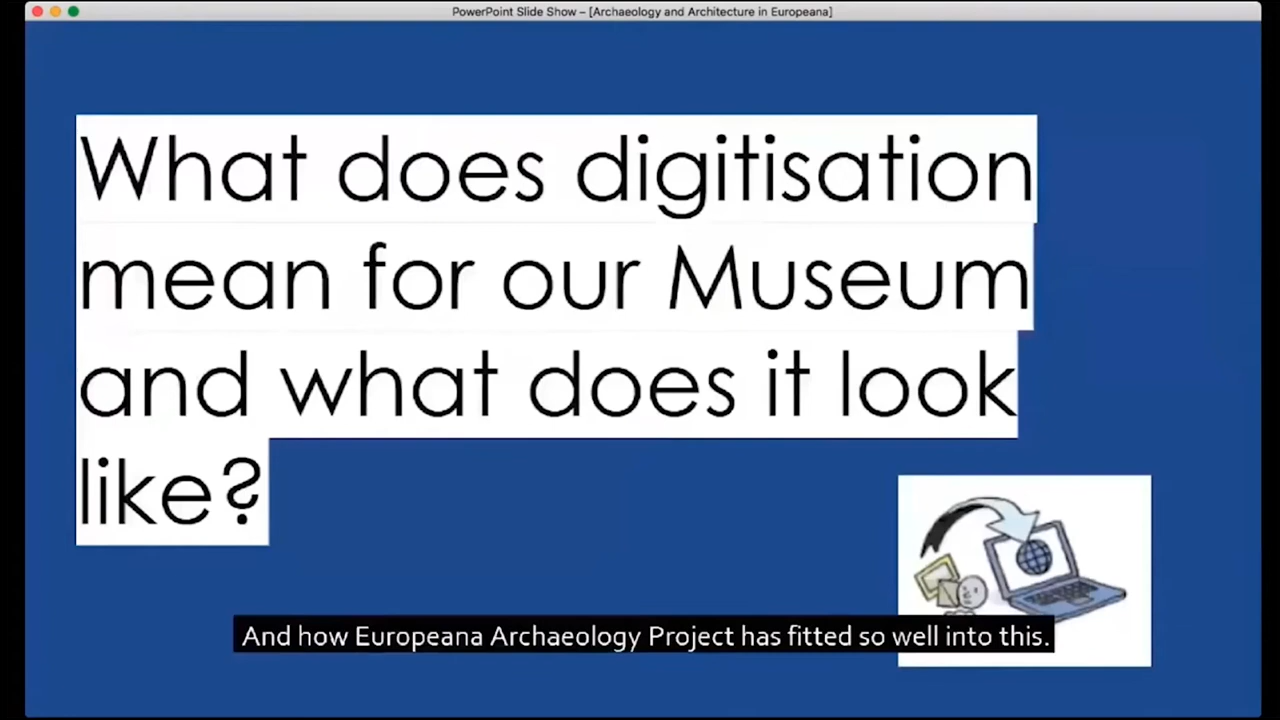 PowerPoint Slide Show – [Archaeology and Architecture in Europeana]
What does digitisation
mean for our Museum
and what does it look
like?
And how Europeana Archaeology Project has fitted so well into this.